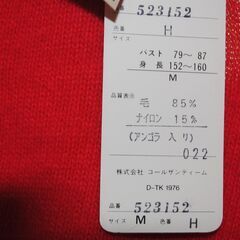 品番 523152
色番 H
サイズ
バスト 79〜87
身長 152〜160
M
品質表示
毛 85%
ナイロン 15%
(アンゴラ入り)
022
株式会社 コールザンティーム
D-TK 1976
品番 523152
サイズ M 色番 H